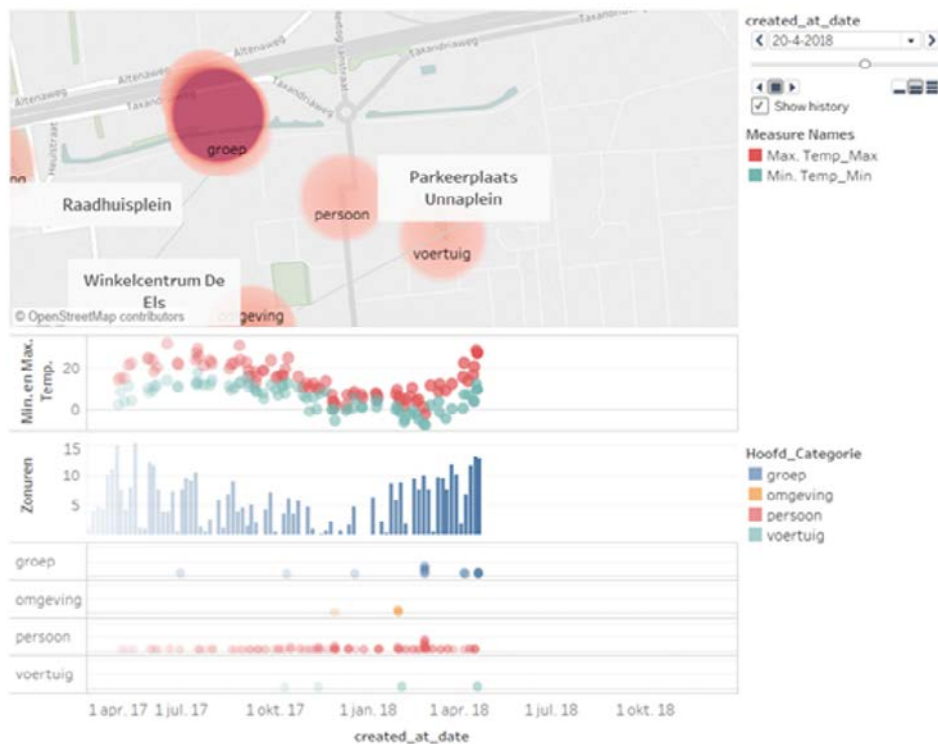 Altenaweg
Altenaweg
Altenaweg
Taxandriaweg
Taxandriaweg
Taxandriaweg
Heulstraat
groep
Raadhuisplein
persoon
Parkeerplaats
Unnaplein
voertuig
Winkelcentrum De
Els
omgeving
© OpenStreetMap contributors
created_at_date
20-4-2018
Show history
Measure Names
Max. Temp_Max
Min. Temp_Min
Min. en Max.
Temp.
20
0
Zonuren
15
10
5
Hoofd_Categorie
groep
omgeving
persoon
voertuig
groep
omgeving
persoon
voertuig
1 apr. 17
1 jul. 17
1 okt. 17
1 jan. 18
1 apr. 18
1 jul. 18
1 okt. 18
created_at_date